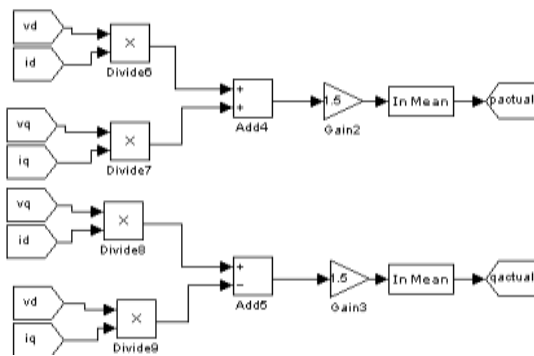 vd
id
×
Divide6
vq
iq
×
Divide7
+
+
Add4
1.5
Gain2
In Mean
pactual
vq
id
×
Divide8
vd
iq
×
Divide9
+
−
Add5
1.5
Gain3
In Mean
qactual